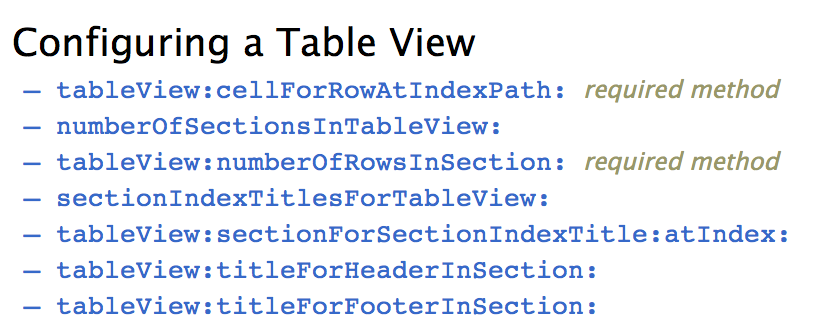 Configuring a Table View
– tableView:cellForRowAtIndexPath: required method
– numberOfSectionsInTableView:
– tableView:numberOfRowsInSection: required method
– sectionIndexTitlesForTableView:
– tableView:sectionForSectionIndexTitle:atIndex:
– tableView:titleForHeaderInSection:
– tableView:titleForFooterInSection: